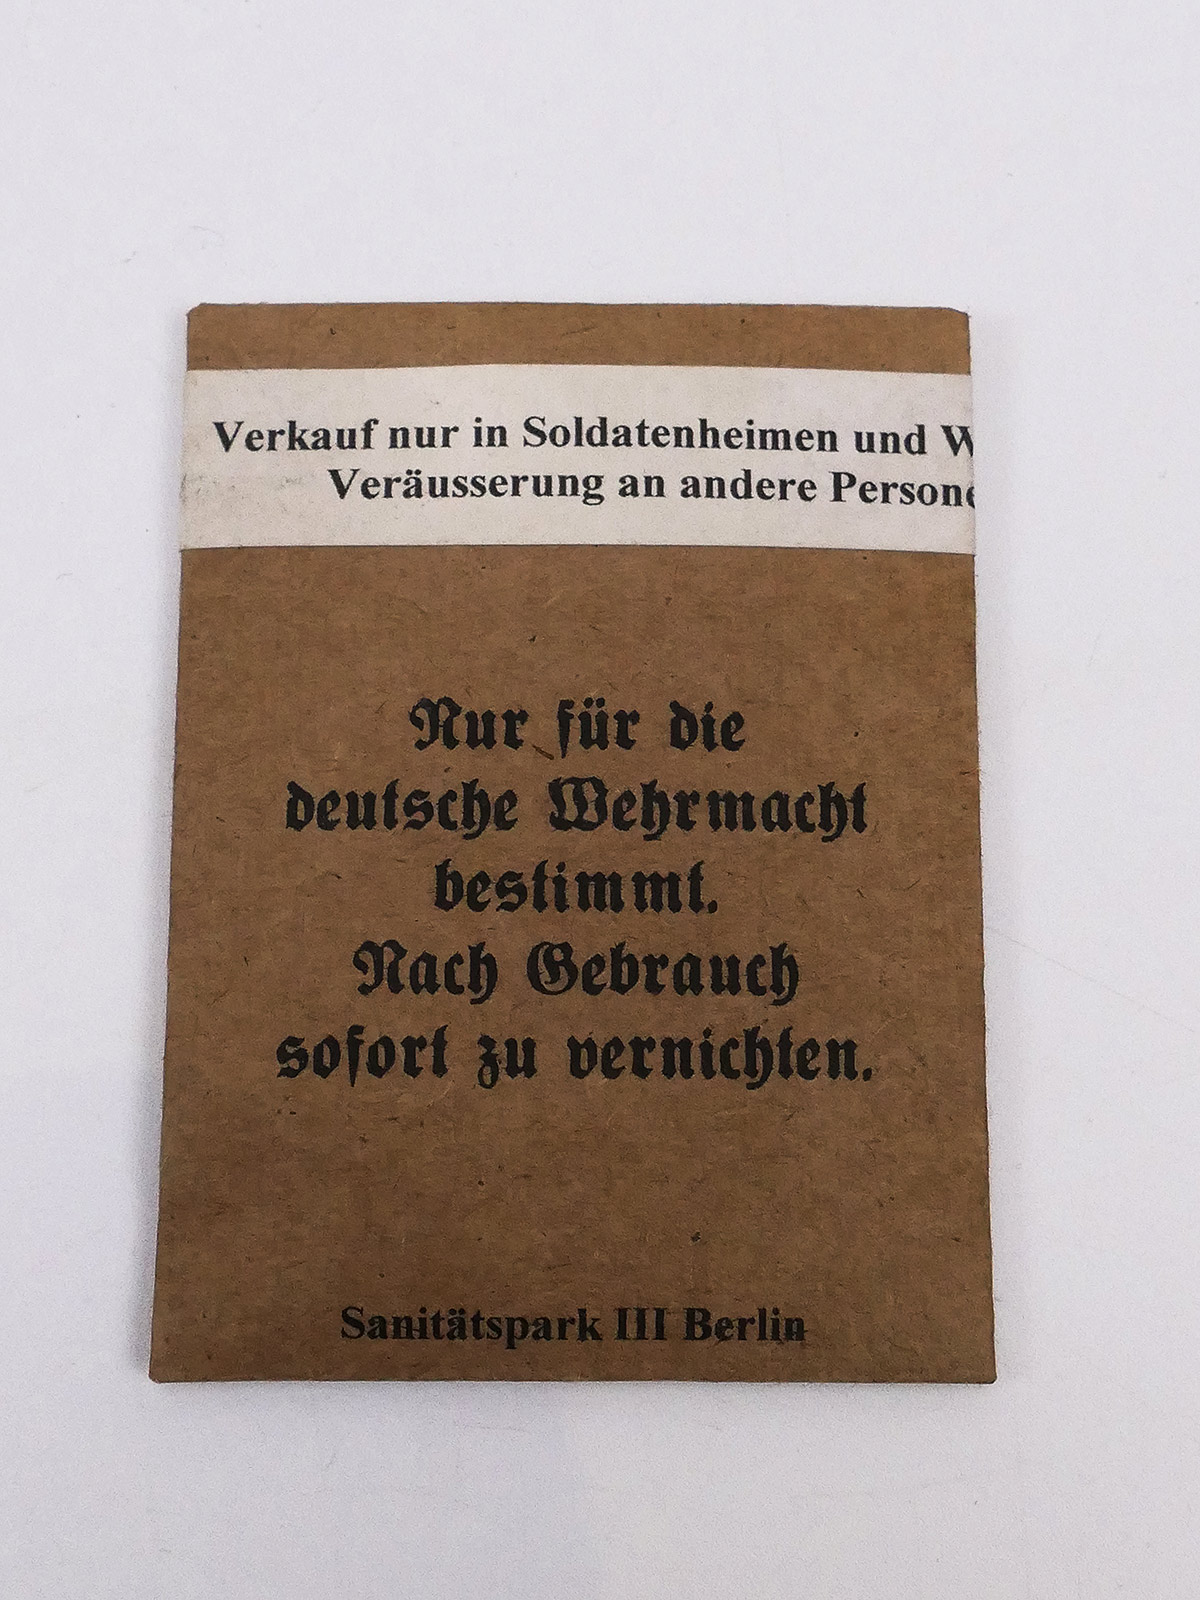 Verkauf nur in Soldatenheimen und W
Veräusserung an andere Persone
Nur für die
deutsche Wehrmacht
bestimmt.
Nach Gebrauch
sofort zu vernichten.
Sanitätspark III Berlin